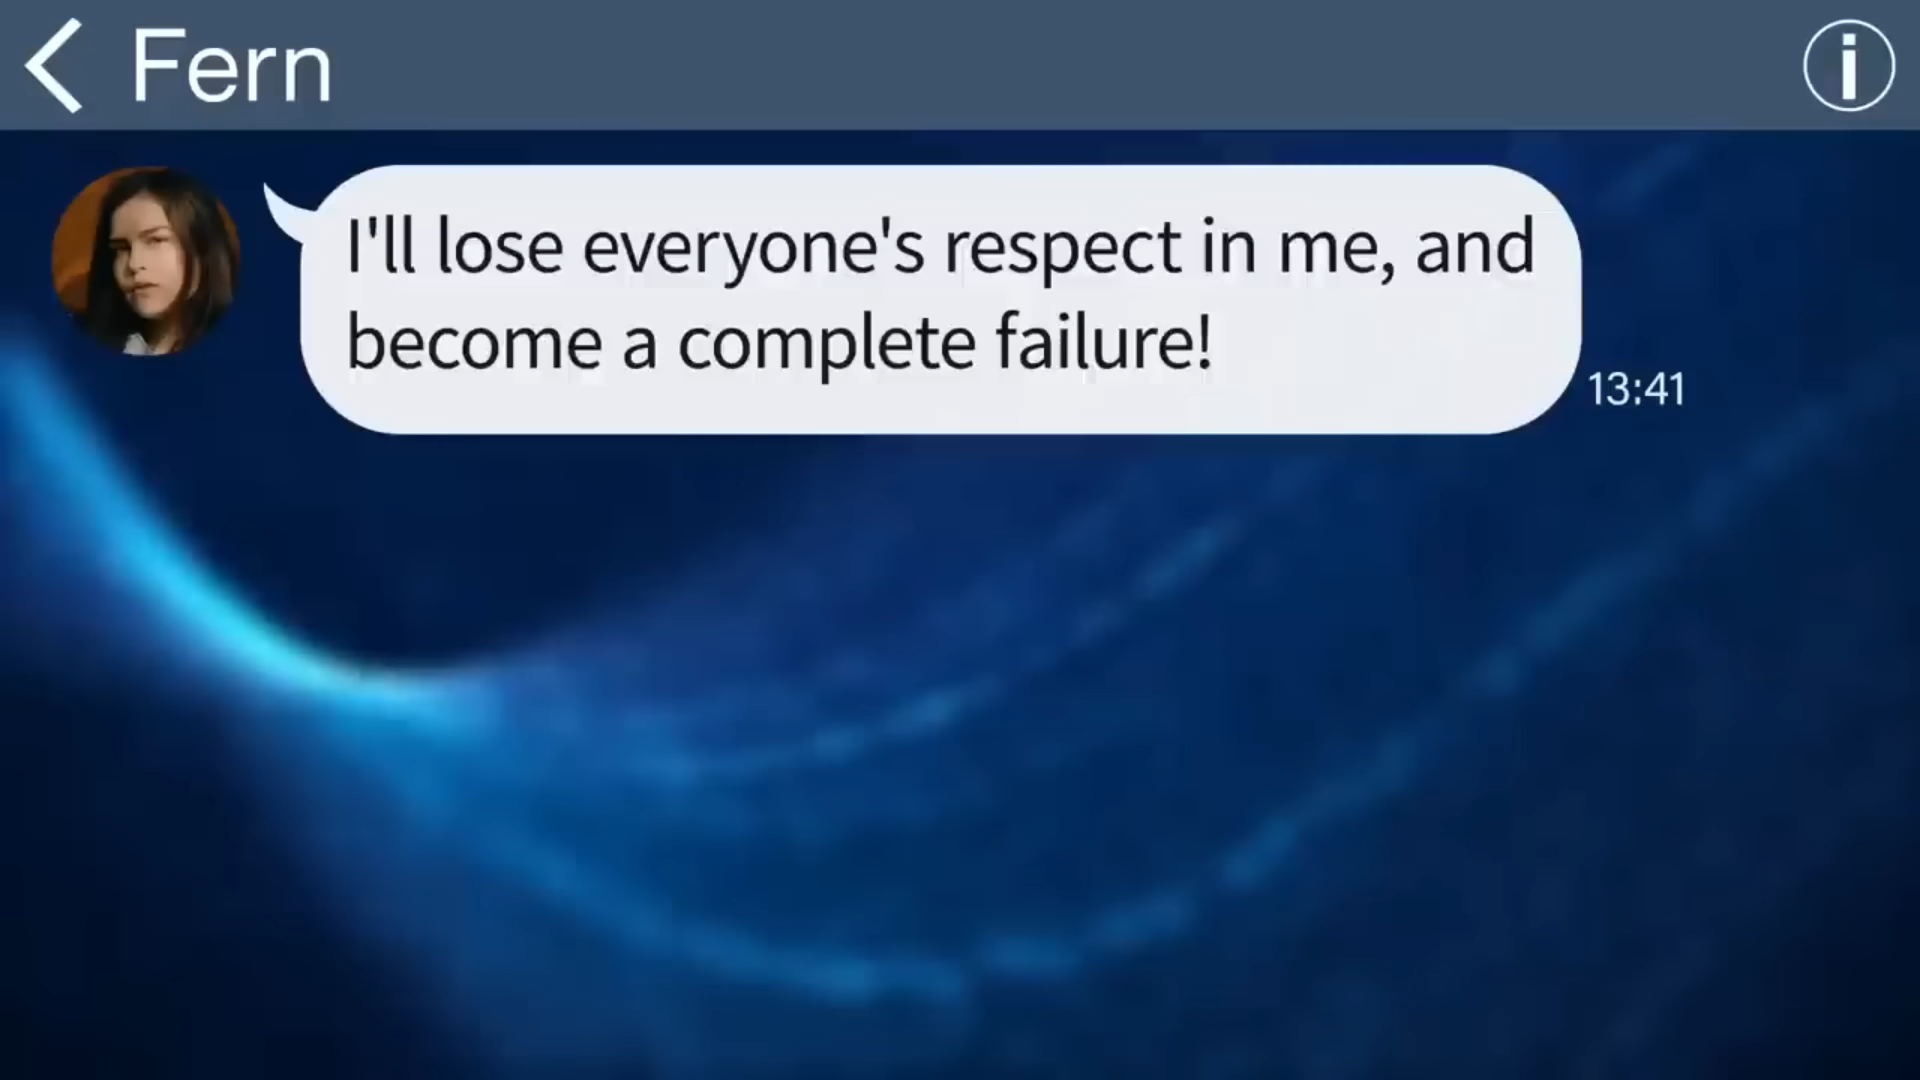 Fern
I'll lose everyone's respect in me, and
become a complete failure!
13:41